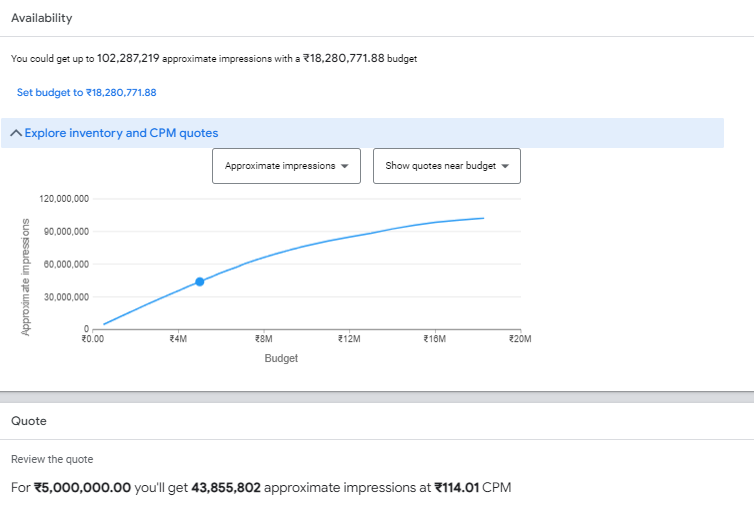 Availability
You could get up to 102,287,219 approximate impressions with a ₹18,280,771.88 budget
Set budget to ₹18,280,771.88
Explore inventory and CPM quotes
Approximate impressions
Show quotes near budget
120,000,000
90,000,000
60,000,000
30,000,000
0
Approximate impressions
₹0.00 ₹4M ₹8M ₹12M ₹16M ₹20M
Budget
Quote
Review the quote
For ₹5,000,000.00 you'll get 43,855,802 approximate impressions at ₹114.01 CPM